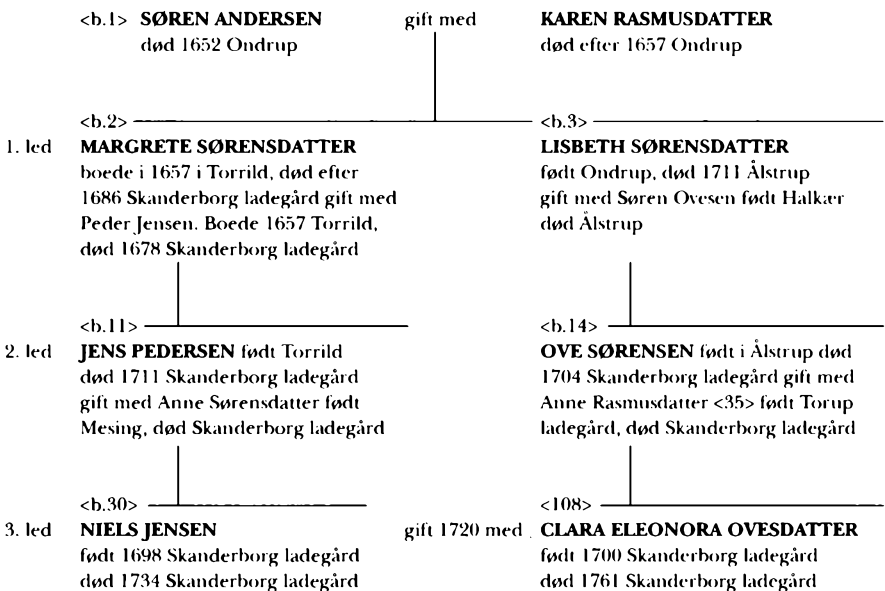 <b.1> SØREN ANDERSEN gift med KAREN RASMUSDATTER
død 1652 Ondrup død efter 1657 Ondrup
<b.2> <b.3>
1. led MARGRETE SØRENSDATTER LISBETH SØRENSDATTER
boede i 1657 i Torrild, død efter født Ondrup, død 1711 Ålstrup
1686 Skanderborg ladegård gift med gift med Søren Ovesen født Halkær
Peder Jensen. Boede 1657 Torrild, død Ålstrup
død 1678 Skanderborg ladegård
<b.11> <b.14>
2. led JENS PEDERSEN født Torrild OVE SØRENSEN født i Ålstrup død
død 1711 Skanderborg ladegård 1704 Skanderborg ladegård gift med
gift med Anne Sørensdatter født Anne Rasmusdatter <35> født Torup
Mesing, død Skanderborg ladegård ladegård, død Skanderborg ladegård
<b.30> <108>
3. led NIELS JENSEN gift 1720 med CLARA ELEONORA OVESDATTER
født 1698 Skanderborg ladegård født 1700 Skanderborg ladegård
død 1734 Skanderborg ladegård død 1761 Skanderborg ladegård